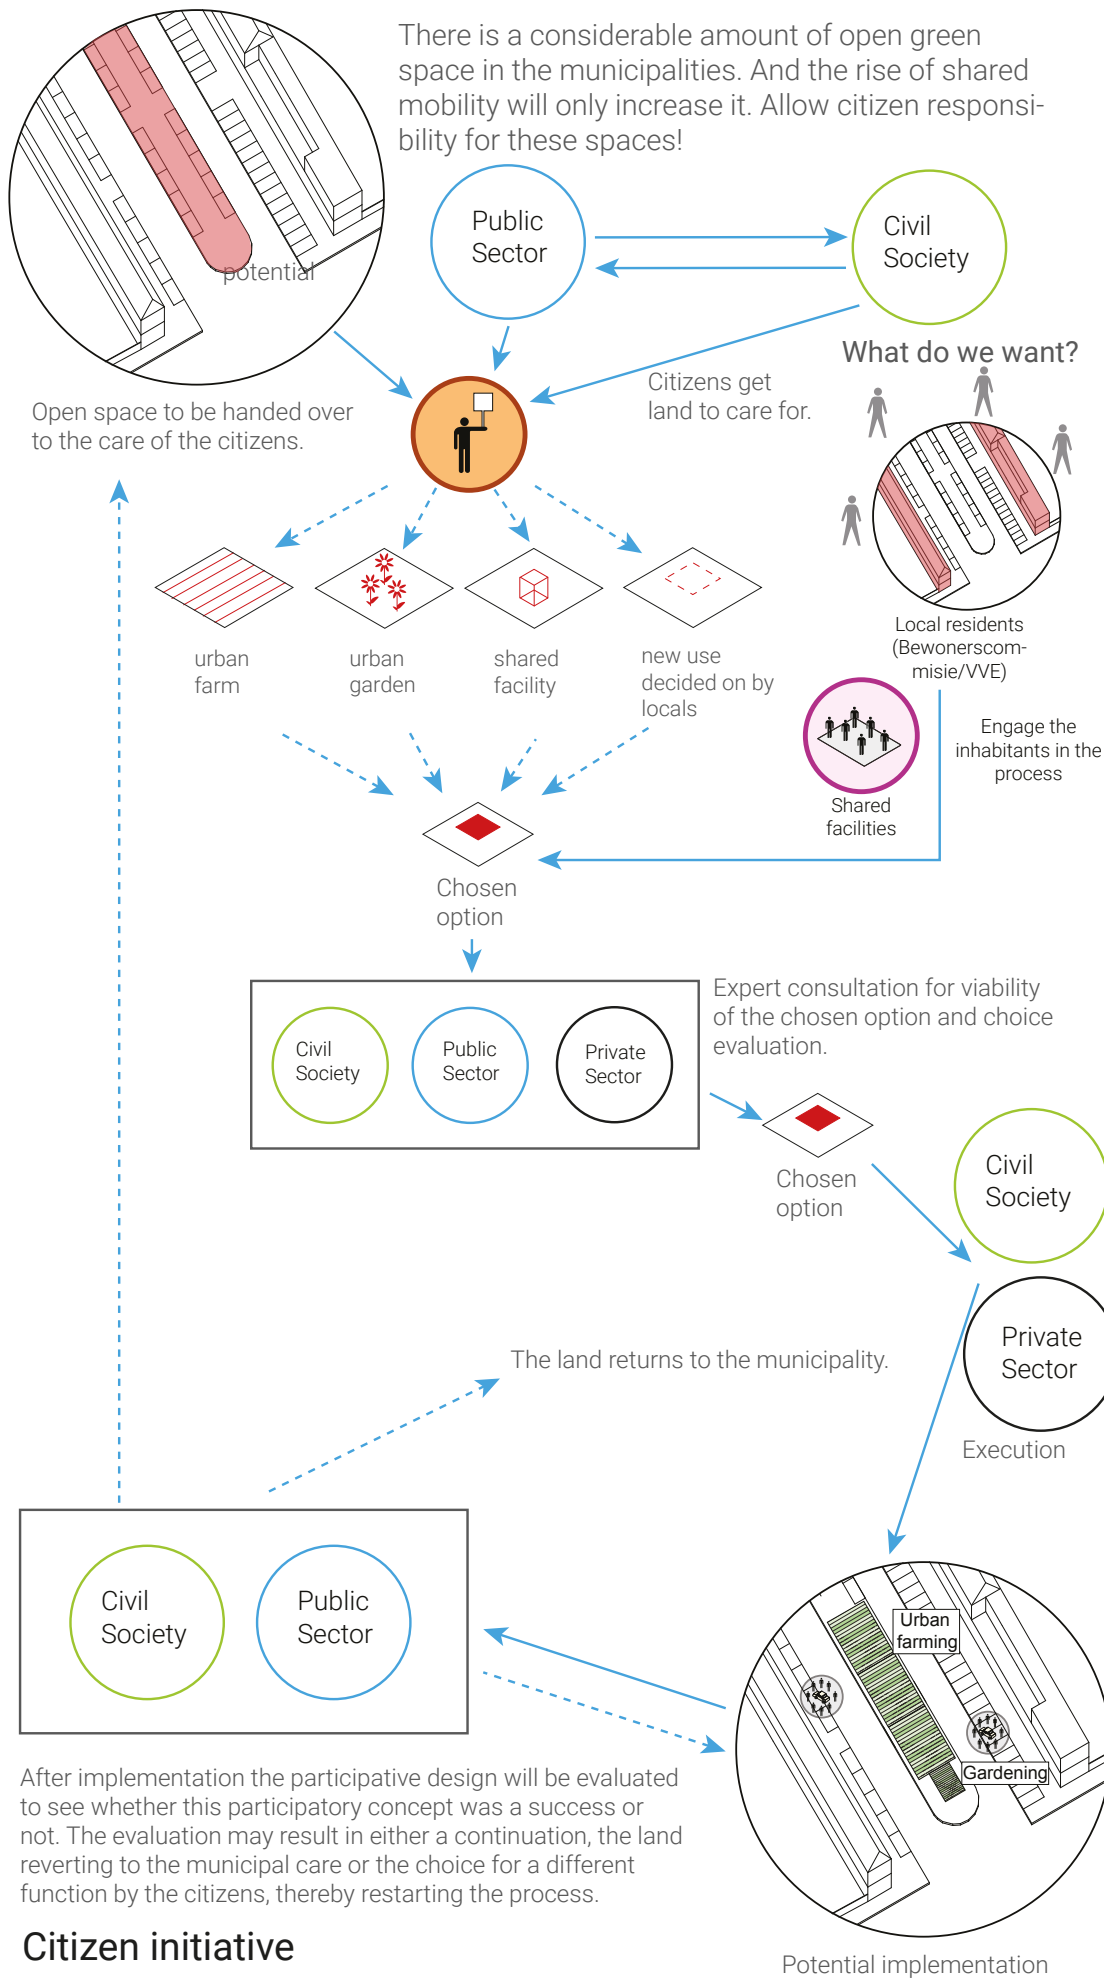 There is a considerable amount of open green
space in the municipalities. And the rise of shared
mobility will only increase it. Allow citizen responsi-
bility for these spaces!
potential
Public
Sector
Civil
Society
What do we want?
Open space to be handed over
to the care of the citizens.
Citizens get
land to care for.
urban
farm
urban
garden
shared
facility
new use
decided on by
locals
Local residents
(Bewonerscom-
misie/VVE)
Engage the
inhabitants in the
process
Shared
facilities
Chosen
option
Civil
Society
Public
Sector
Private
Sector
Expert consultation for viability
of the chosen option and choice
evaluation.
Chosen
option
Civil
Society
Private
Sector
Execution
The land returns to the municipality.
Civil
Society
Public
Sector
Urban
farming
Gardening
After implementation the participative design will be evaluated
to see whether this participatory concept was a success or
not. The evaluation may result in either a continuation, the land
reverting to the municipal care or the choice for a different
function by the citizens, thereby restarting the process.
Citizen initiative
Potential implementation